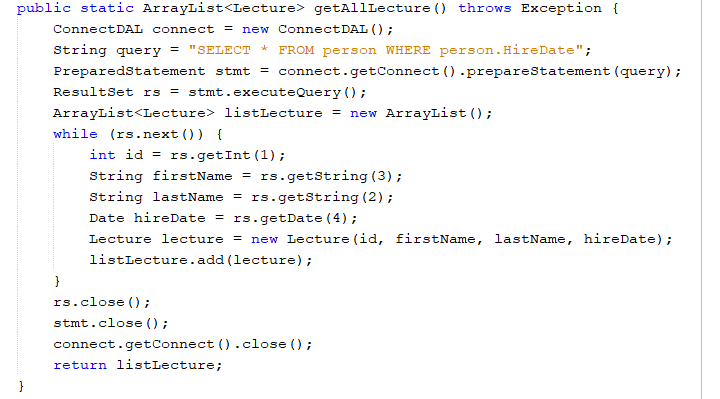 public static ArrayList<Lecture> getAllLecture() throws Exception {
    ConnectDAL connect = new ConnectDAL();
    String query = "SELECT * FROM person WHERE person.HireDate";
    PreparedStatement stmt = connect.getConnect().prepareStatement(query);
    ResultSet rs = stmt.executeQuery();
    ArrayList<Lecture> listLecture = new ArrayList();
    while (rs.next()) {
        int id = rs.getInt(1);
        String firstName = rs.getString(3);
        String lastName = rs.getString(2);
        Date hireDate = rs.getDate(4);
        Lecture lecture = new Lecture(id, firstName, lastName, hireDate);
        listLecture.add(lecture);
    }
    rs.close();
    stmt.close();
    connect.getConnect().close();
    return listLecture;
}